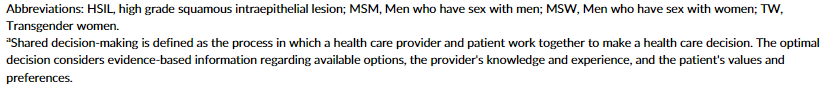 Abbreviations: HSIL, high grade squamous intraepithelial lesion; MSM, Men who have sex with men; MSW, Men who have sex with women; TW,
Transgender women.
ᵃShared decision-making is defined as the process in which a health care provider and patient work together to make a health care decision. The optimal
decision considers evidence-based information regarding available options, the provider's knowledge and experience, and the patient's values and
preferences.